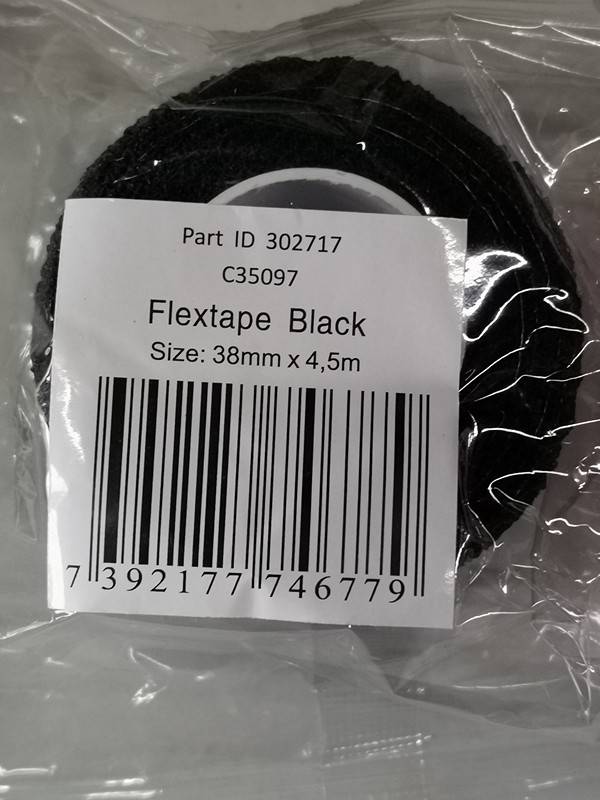 Part ID 302717
C35097
Flextape Black
Size: 38mm x 4,5m
7 392177 746779